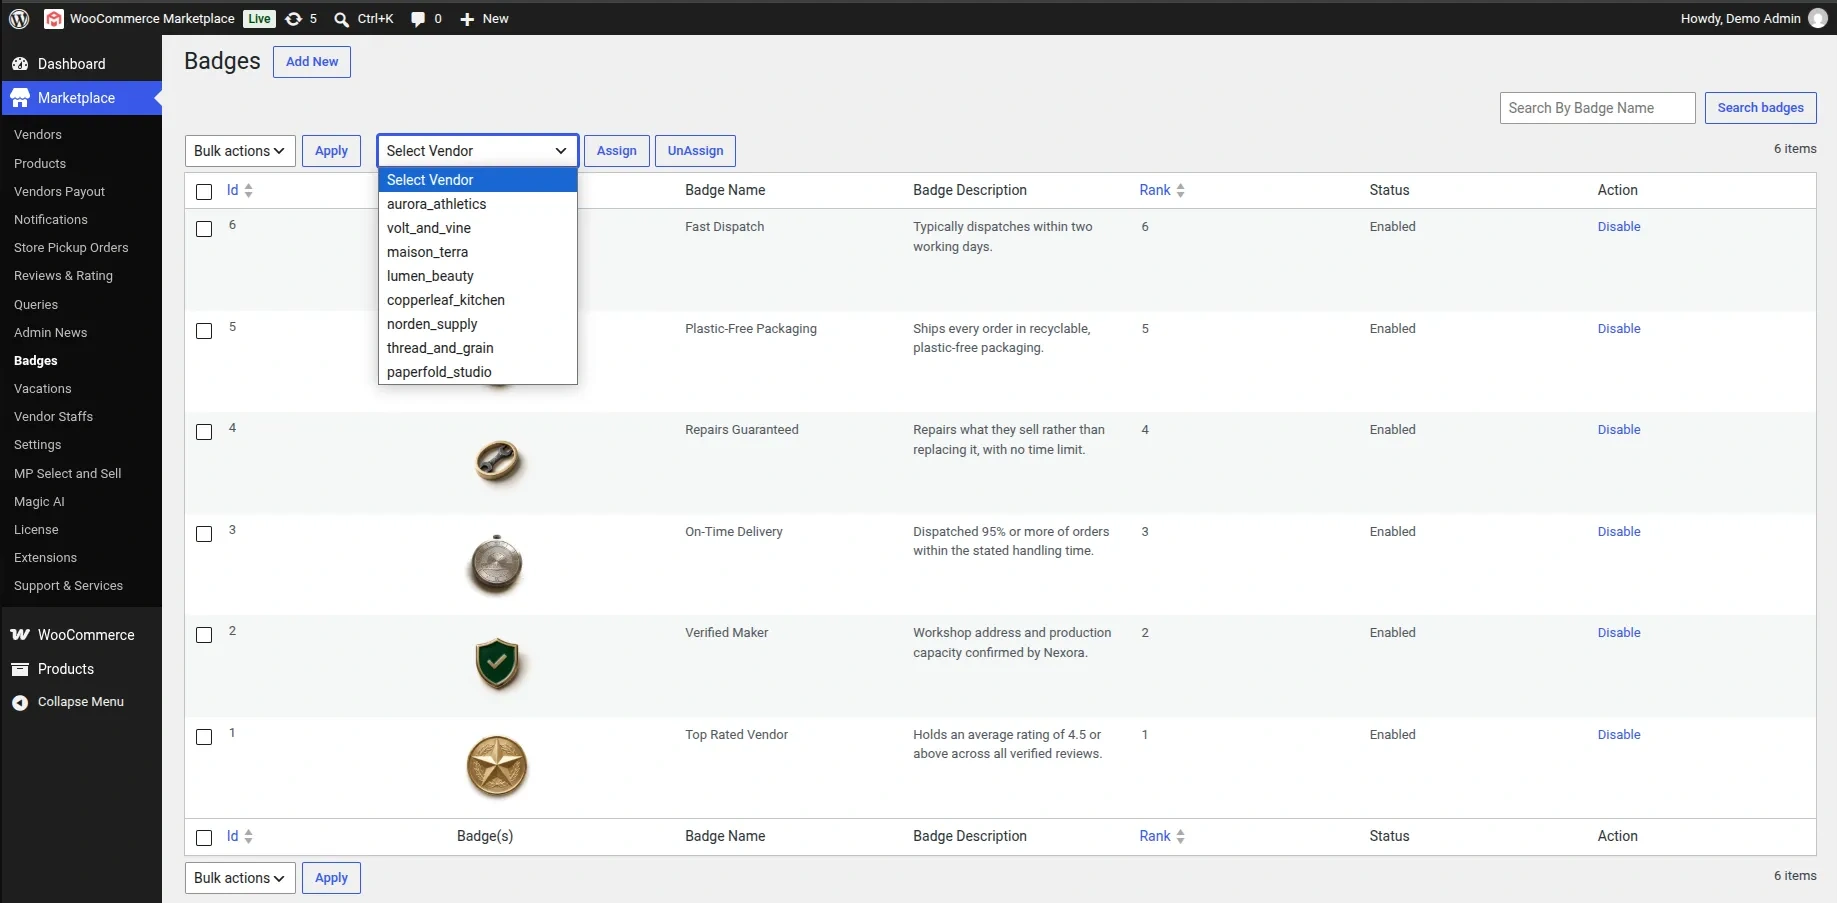 WooCommerce Marketplace Live 5 Ctrl+K 0 New
Howdy, Demo Admin
Dashboard
Marketplace
Vendors
Products
Vendors Payout
Notifications
Store Pickup Orders
Reviews & Rating
Queries
Admin News
Badges
Vacations
Vendor Staffs
Settings
MP Select and Sell
Magic AI
License
Extensions
Support & Services
WooCommerce
Products
Collapse Menu
Badges Add New
Search By Badge Name Search badges
Bulk actions Apply Select Vendor Assign UnAssign
6 items
Select Vendor
aurora_athletics
volt_and_vine
maison_terra
lumen_beauty
copperleaf_kitchen
norden_supply
thread_and_grain
paperfold_studio
Id Badge Name Badge Description Rank Status Action
6 Fast Dispatch Typically dispatches within two 6 Enabled Disable
working days.
5 Plastic-Free Packaging Ships every order in recyclable, 5 Enabled Disable
plastic-free packaging.
4 Repairs Guaranteed Repairs what they sell rather than 4 Enabled Disable
replacing it, with no time limit.
3 On-Time Delivery Dispatched 95% or more of orders 3 Enabled Disable
within the stated handling time.
2 Verified Maker Workshop address and production 2 Enabled Disable
capacity confirmed by Nexora.
1 Top Rated Vendor Holds an average rating of 4.5 or 1 Enabled Disable
above across all verified reviews.
Id Badge(s) Badge Name Badge Description Rank Status Action
Bulk actions Apply
6 items